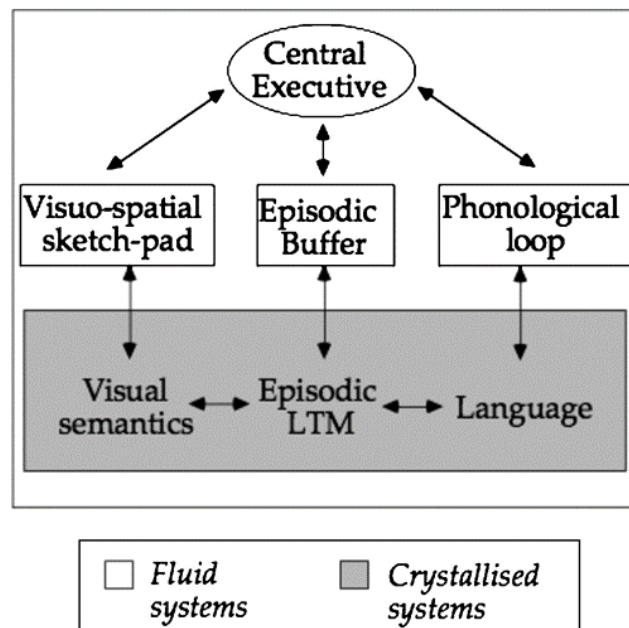 Central
Executive
Visuo-spatial
sketch-pad
Episodic
Buffer
Phonological
loop
Visual
semantics
Episodic
LTM
Language
Fluid
systems
Crystallised
systems